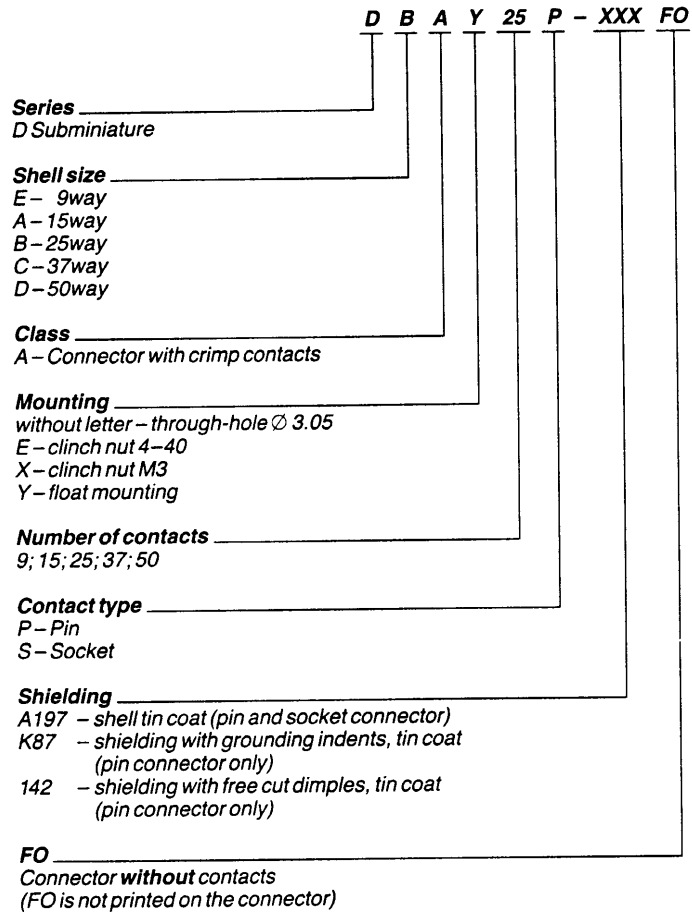 D B A Y 25 P – XXX FO
Series
D Subminiature
Shell size
E – 9way
A – 15way
B – 25way
C – 37way
D – 50way
Class
A – Connector with crimp contacts
Mounting
without letter – through-hole ∅ 3.05
E – clinch nut 4–40
X – clinch nut M3
Y – float mounting
Number of contacts
9; 15; 25; 37; 50
Contact type
P – Pin
S – Socket
Shielding
A197 – shell tin coat (pin and socket connector)
K87 – shielding with grounding indents, tin coat
(pin connector only)
142 – shielding with free cut dimples, tin coat
(pin connector only)
FO
Connector without contacts
(FO is not printed on the connector)